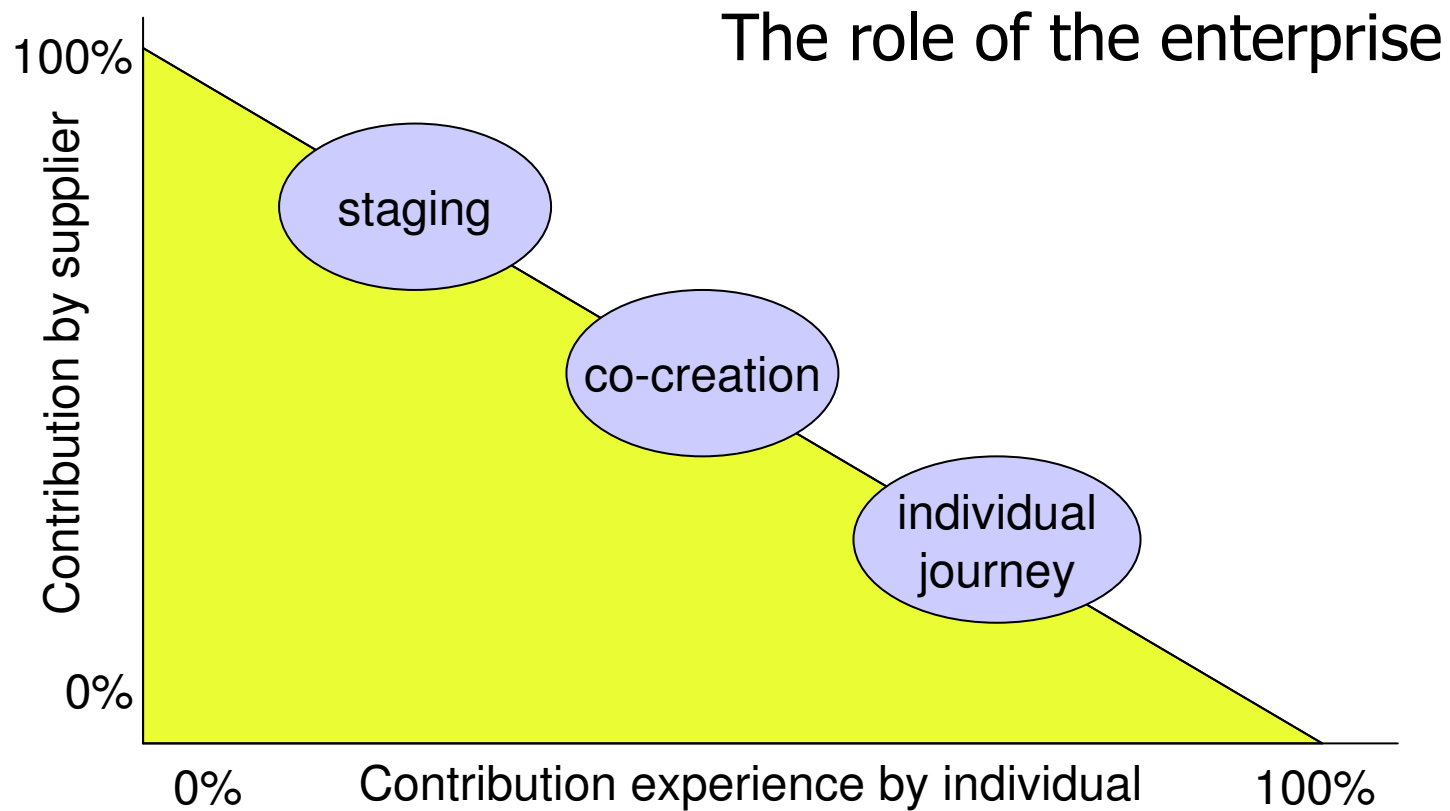 The role of the enterprise
100%
Contribution by supplier
staging
co-creation
individual
journey
0%
0%
Contribution experience by individual
100%